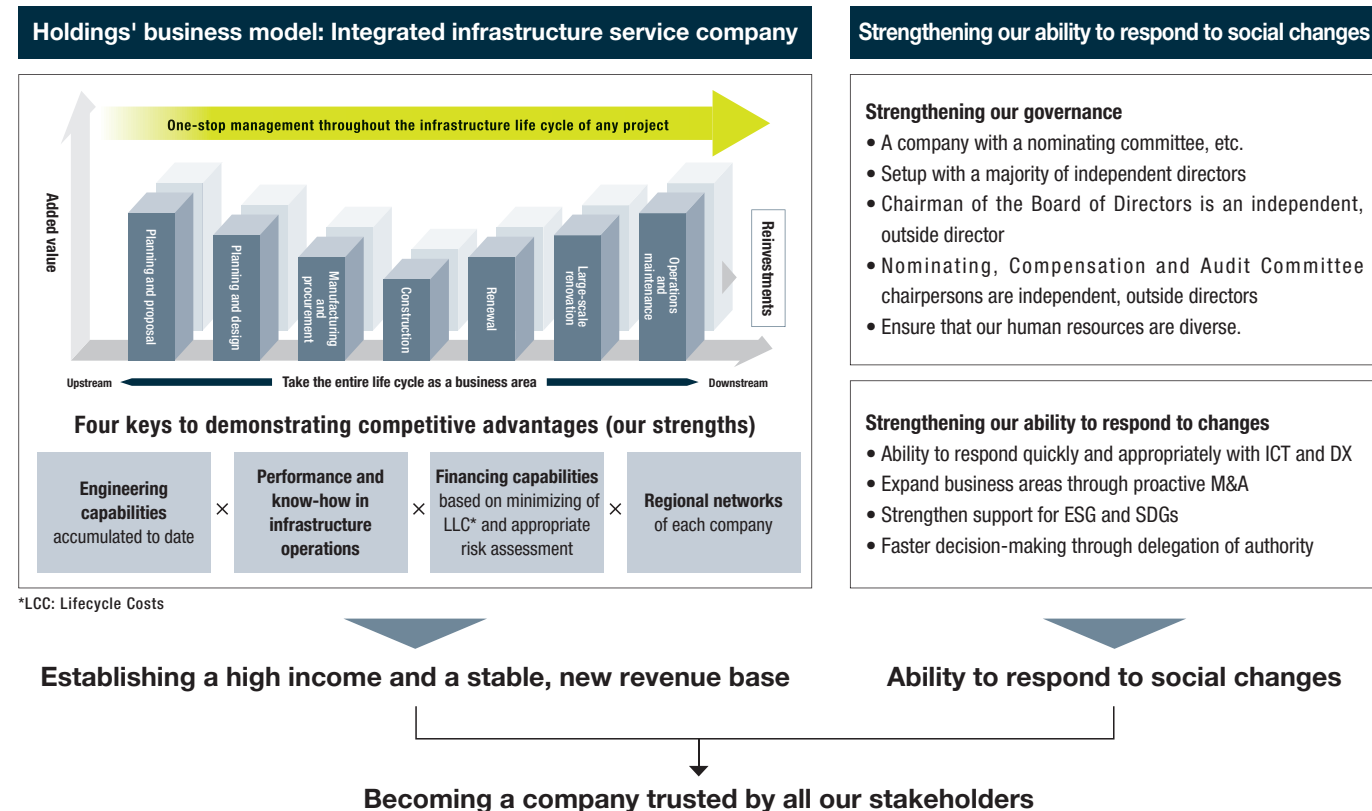 Holdings' business model: Integrated infrastructure service company
One-stop management throughout the infrastructure life cycle of any project
Added value
Planning and proposal
Planning and design
Manufacturing
and
procurement
Construction
Renewal
Large-scale
renovation
Operations
and
maintenance
Reinvestments
Upstream
Take the entire life cycle as a business area
Downstream
Four keys to demonstrating competitive advantages (our strengths)
Engineering
capabilities
accumulated to date
×
Performance and
know-how in
infrastructure
operations
×
Financing capabilities
based on minimizing of
LLC* and appropriate
risk assessment
×
Regional networks
of each company
*LCC: Lifecycle Costs
Strengthening our ability to respond to social changes
Strengthening our governance
• A company with a nominating committee, etc.
• Setup with a majority of independent directors
• Chairman of the Board of Directors is an independent,
outside director
• Nominating, Compensation and Audit Committee
chairpersons are independent, outside directors
• Ensure that our human resources are diverse.
Strengthening our ability to respond to changes
• Ability to respond quickly and appropriately with ICT and DX
• Expand business areas through proactive M&A
• Strengthen support for ESG and SDGs
• Faster decision-making through delegation of authority
Establishing a high income and a stable, new revenue base
Ability to respond to social changes
Becoming a company trusted by all our stakeholders